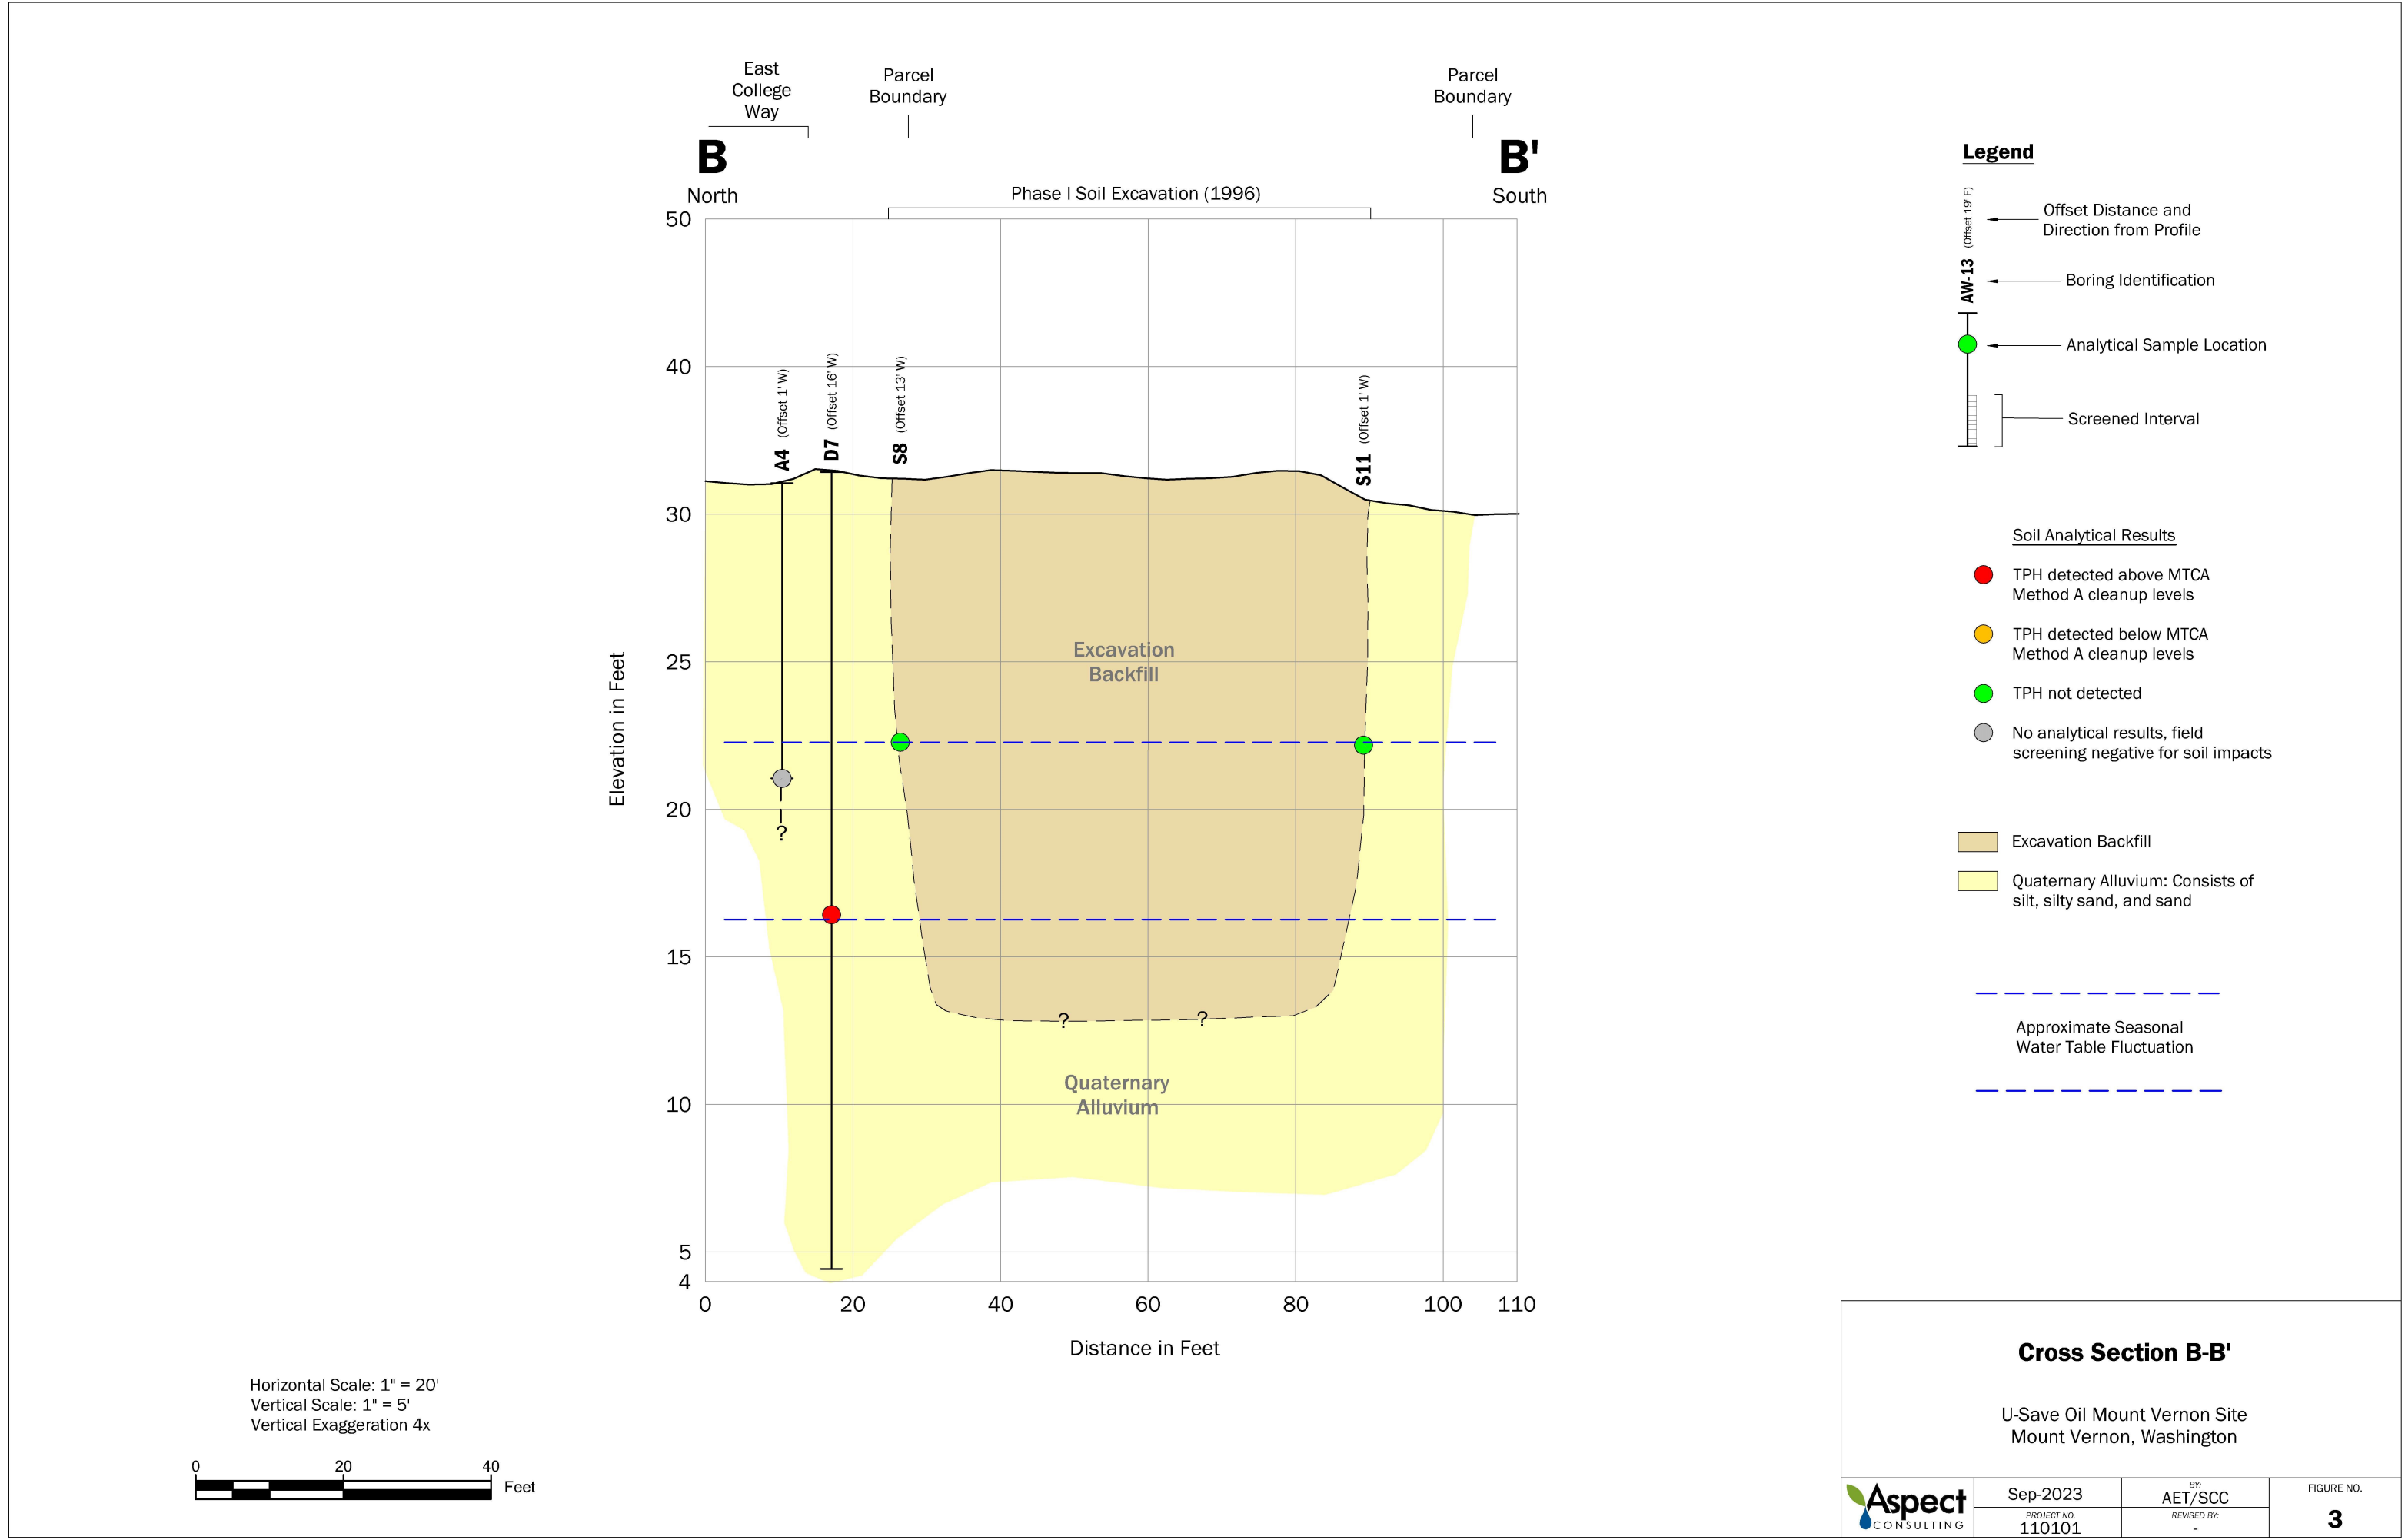 East
College
Way
Parcel
Boundary
Parcel
Boundary
B
B'
North
South
Phase I Soil Excavation (1996)
50
40
30
25
20
15
10
5
4
Elevation in Feet
A4 (Offset 1' W)
D7 (Offset 16' W)
S8 (Offset 13' W)
S11 (Offset 1' W)
Excavation
Backfill
?
?
?
Quaternary
Alluvium
0
20
40
60
80
100
110
Distance in Feet
Legend
AW-13 (Offset 19' E)
Offset Distance and
Direction from Profile
Boring Identification
Analytical Sample Location
Screened Interval
Soil Analytical Results
TPH detected above MTCA
Method A cleanup levels
TPH detected below MTCA
Method A cleanup levels
TPH not detected
No analytical results, field
screening negative for soil impacts
Excavation Backfill
Quaternary Alluvium: Consists of
silt, silty sand, and sand
Approximate Seasonal
Water Table Fluctuation
Horizontal Scale: 1" = 20'
Vertical Scale: 1" = 5'
Vertical Exaggeration 4x
0
20
40
Feet
Cross Section B-B'
U-Save Oil Mount Vernon Site
Mount Vernon, Washington
Aspect
CONSULTING
Sep-2023
PROJECT NO.
110101
BY:
AET/SCC
REVISED BY:
-
FIGURE NO.
3